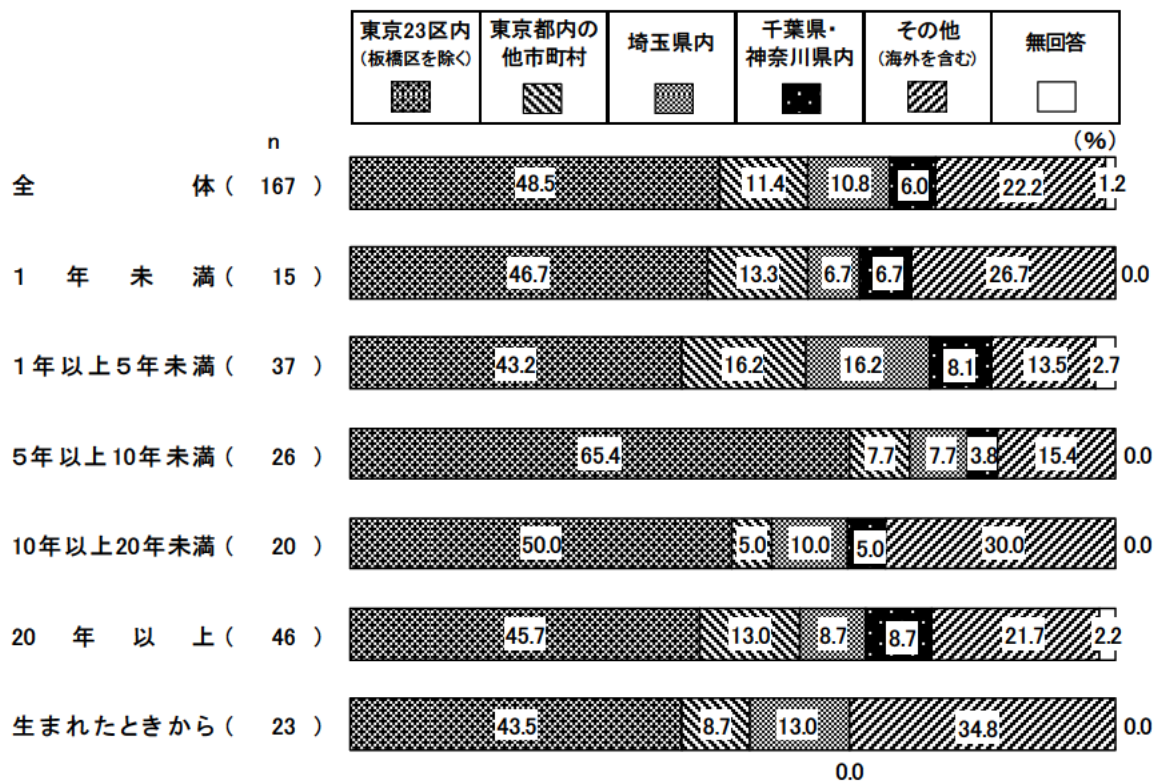 東京23区内
(板橋区を除く)
東京都内の
他市町村
埼玉県内
千葉県・
神奈川県内
その他
(海外を含む)
無回答
n
(%)
全体( 167 ) 48.5 11.4 10.8 6.0 22.2 1.2
1年未満( 15 ) 46.7 13.3 6.7 6.7 26.7 0.0
1年以上5年未満( 37 ) 43.2 16.2 16.2 8.1 13.5 2.7
5年以上10年未満( 26 ) 65.4 7.7 7.7 3.8 15.4 0.0
10年以上20年未満( 20 ) 50.0 5.0 10.0 5.0 30.0 0.0
20年以上( 46 ) 45.7 13.0 8.7 8.7 21.7 2.2
生まれたときから( 23 ) 43.5 8.7 13.0 34.8 0.0
0.0